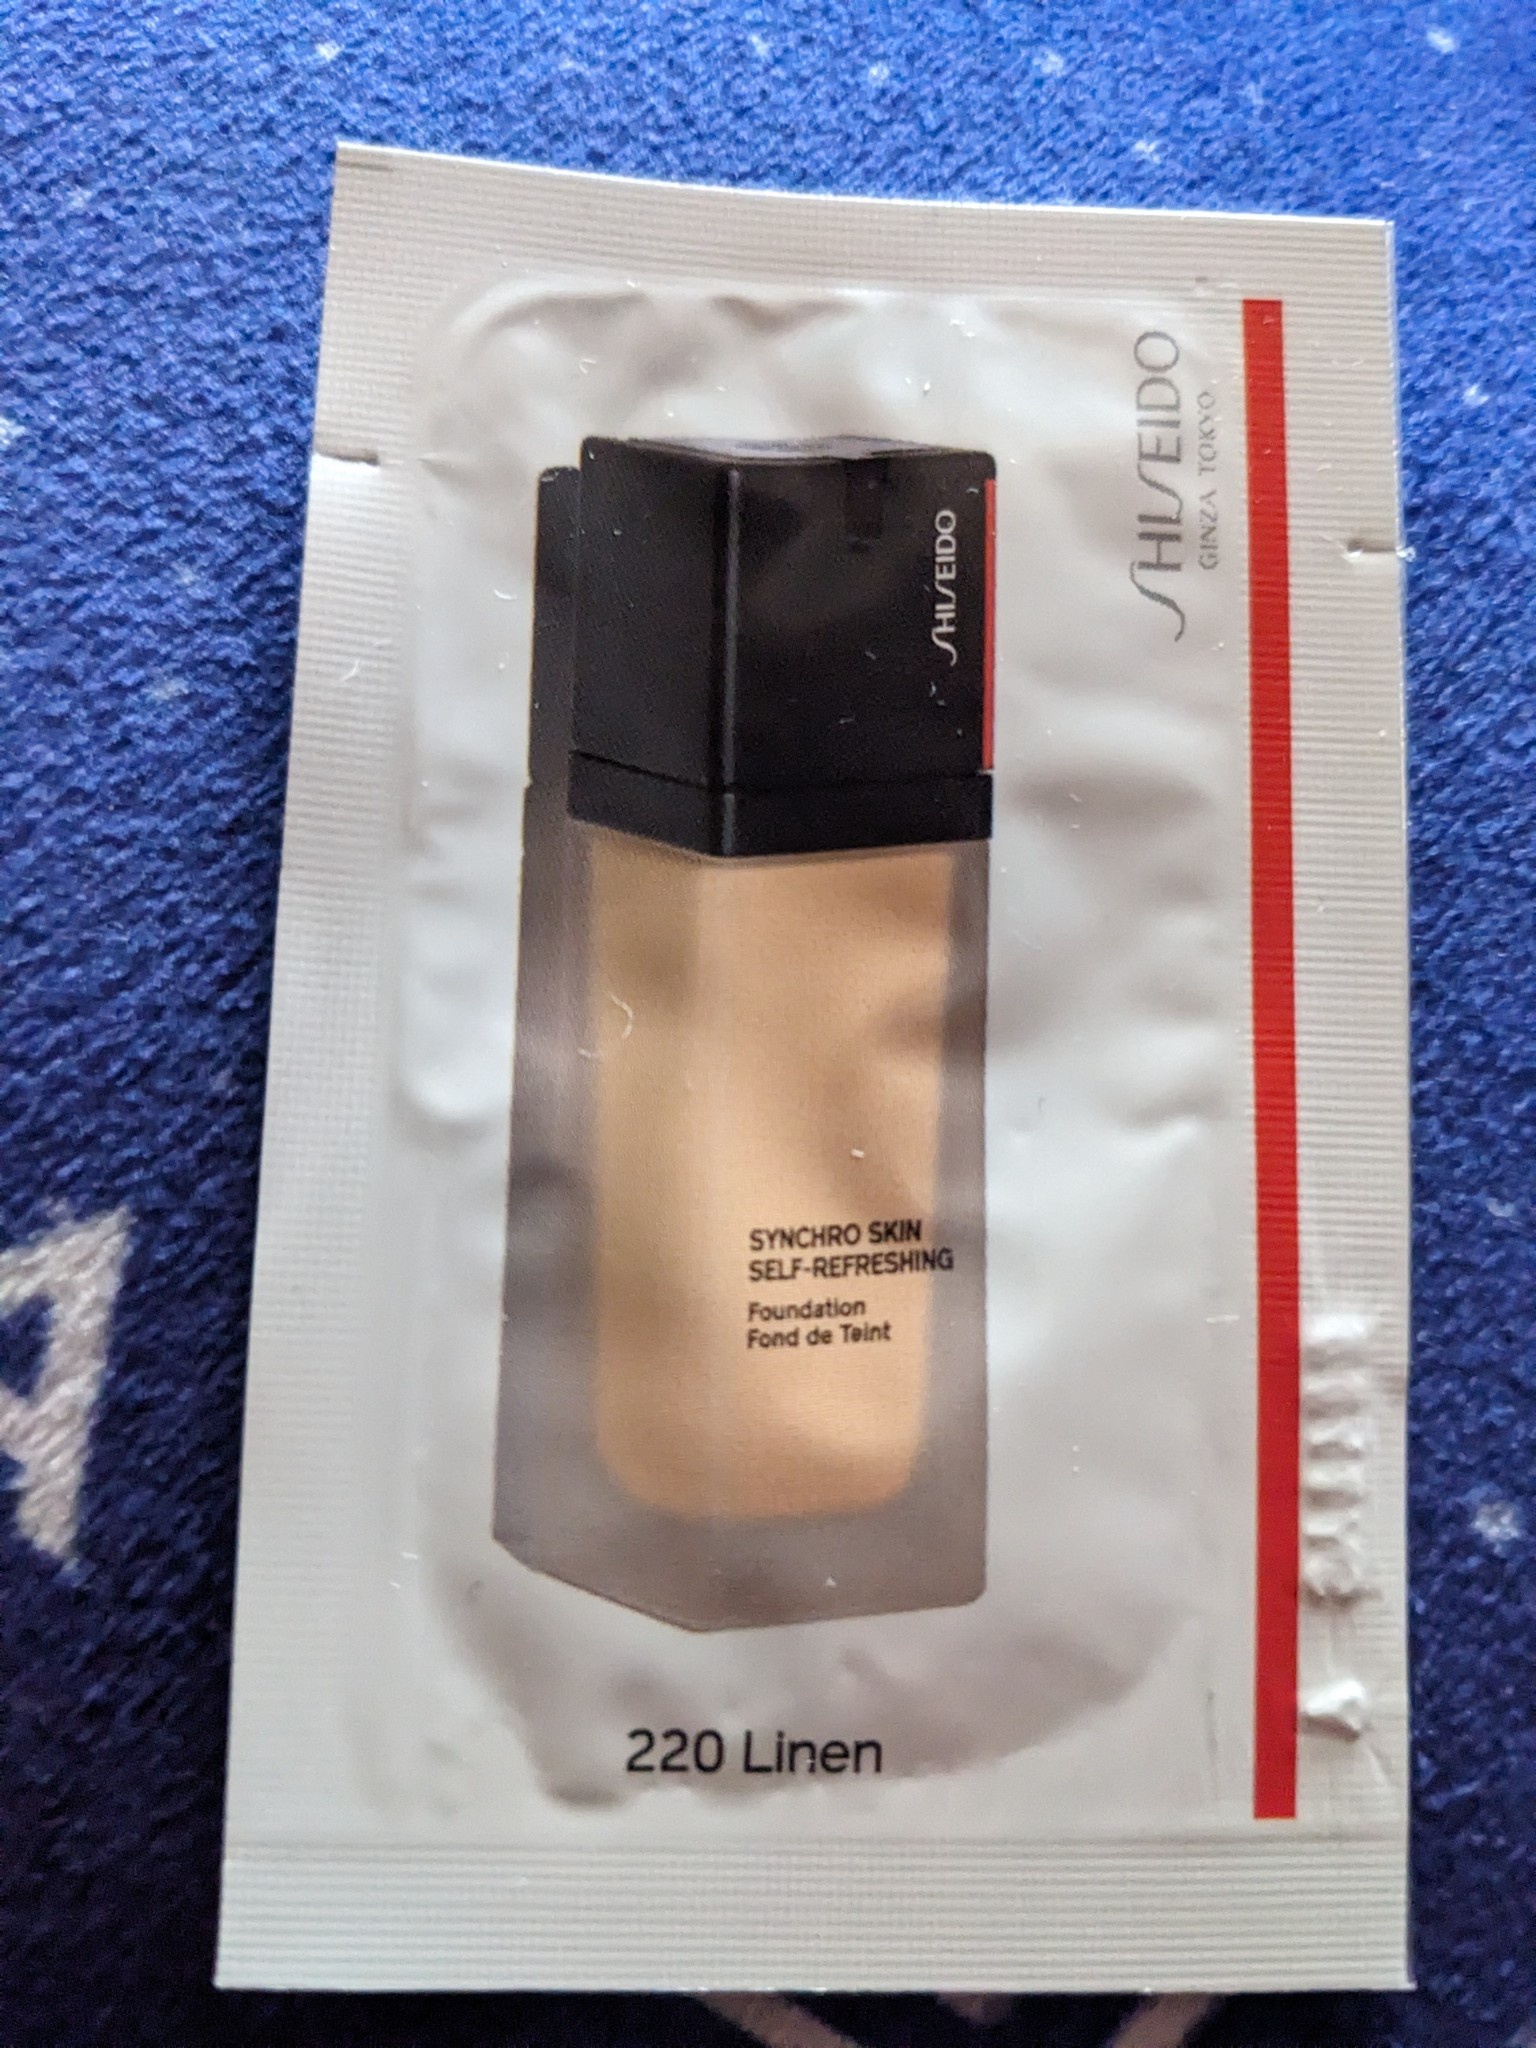 SHISEIDO
GINZA TOKYO
SHISEIDO
SYNCHRO SKIN
SELF-REFRESHING
Foundation
Fond de Teint
220 Linen